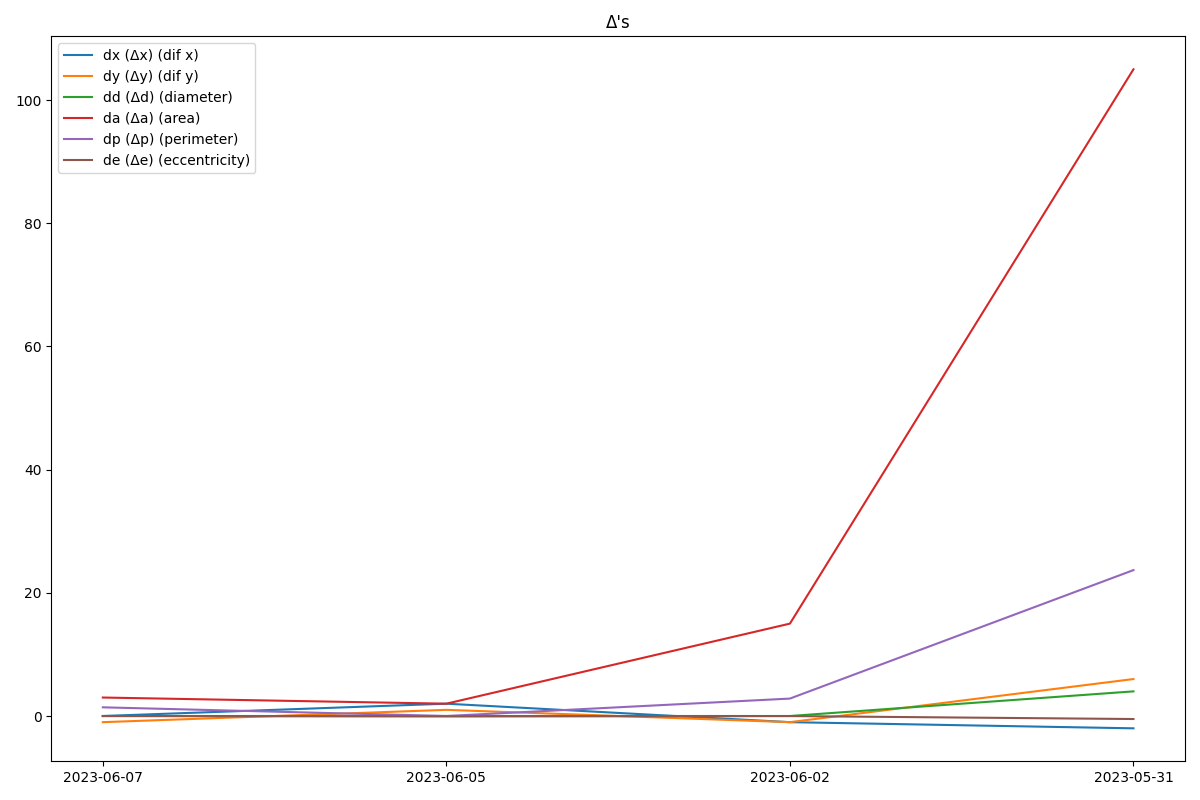 Δ's
dx (Δx) (dif x)
dy (Δy) (dif y)
dd (Δd) (diameter)
da (Δa) (area)
dp (Δp) (perimeter)
de (Δe) (eccentricity)
100
80
60
40
20
0
2023-06-07 2023-06-05 2023-06-02 2023-05-31